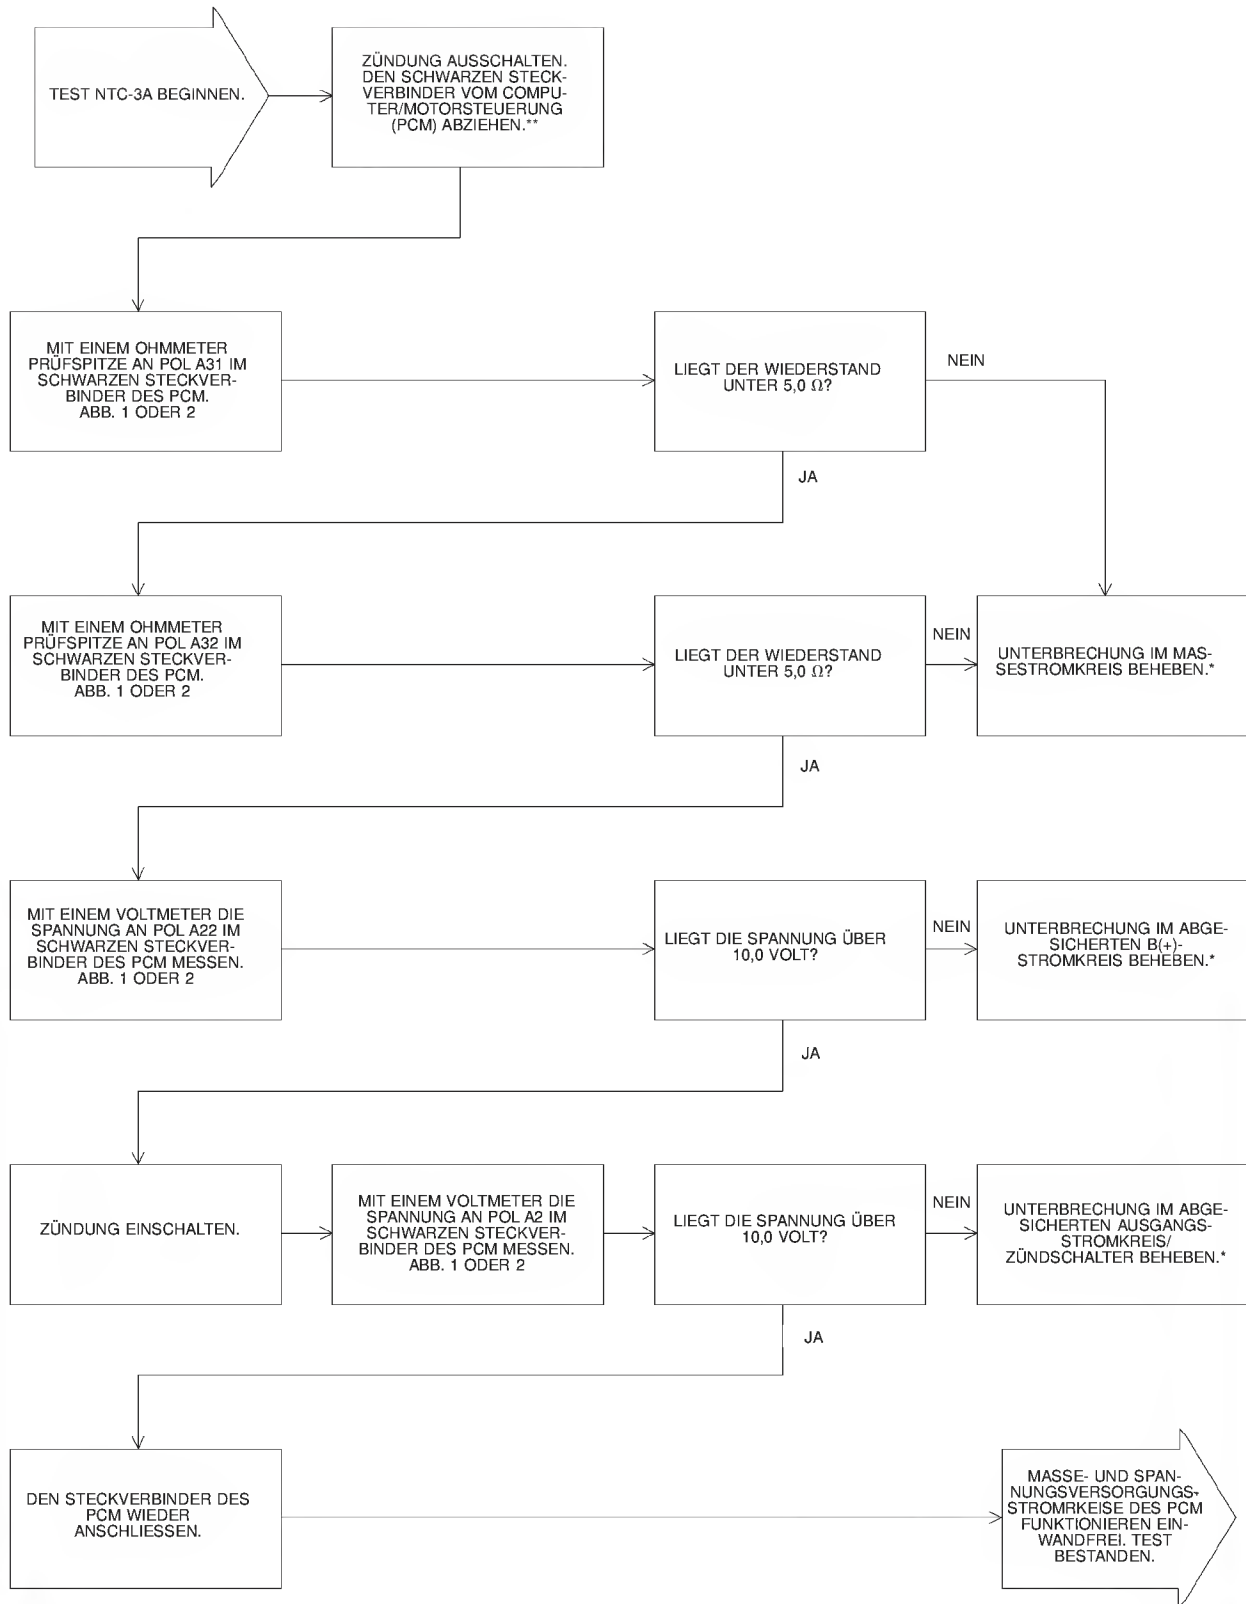 TEST NTC-3A BEGINNEN.
ZÜNDUNG AUSSCHALTEN.
DEN SCHWARZEN STECK-
VERBINDER VOM COMPU-
TER/MOTORSTEUERUNG
(PCM) ABZIEHEN.**
MIT EINEM OHMMETER
PRÜFSPITZE AN POL A31 IM
SCHWARZEN STECKVER-
BINDER DES PCM.
ABB. 1 ODER 2
LIEGT DER WIEDERSTAND
UNTER 5,0 Ω?
NEIN
JA
MIT EINEM OHMMETER
PRÜFSPITZE AN POL A32 IM
SCHWARZEN STECKVER-
BINDER DES PCM.
ABB. 1 ODER 2
LIEGT DER WIEDERSTAND
UNTER 5,0 Ω?
NEIN
UNTERBRECHUNG IM MAS-
SESTROMKREIS BEHEBEN.*
JA
MIT EINEM VOLTMETER DIE
SPANNUNG AN POL A22 IM
SCHWARZEN STECKVER-
BINDER DES PCM MESSEN.
ABB. 1 ODER 2
LIEGT DIE SPANNUNG ÜBER
10,0 VOLT?
NEIN
UNTERBRECHUNG IM ABGE-
SICHERTEN B(+)-
STROMKREIS BEHEBEN.*
JA
ZÜNDUNG EINSCHALTEN.
MIT EINEM VOLTMETER DIE
SPANNUNG AN POL A2 IM
SCHWARZEN STECKVER-
BINDER DES PCM MESSEN.
ABB. 1 ODER 2
LIEGT DIE SPANNUNG ÜBER
10,0 VOLT?
NEIN
UNTERBRECHUNG IM ABGE-
SICHERTEN AUSGANGS-
STROMKREIS/
ZÜNDSCHALTER BEHEBEN.*
JA
DEN STECKVERBINDER DES
PCM WIEDER
ANSCHLIESSEN.
MASSE- UND SPAN-
NUNGSVERSORGUNGS-
STROMRKEISE DES PCM
FUNKTIONIEREN EIN-
WANDFREI. TEST
BESTANDEN.